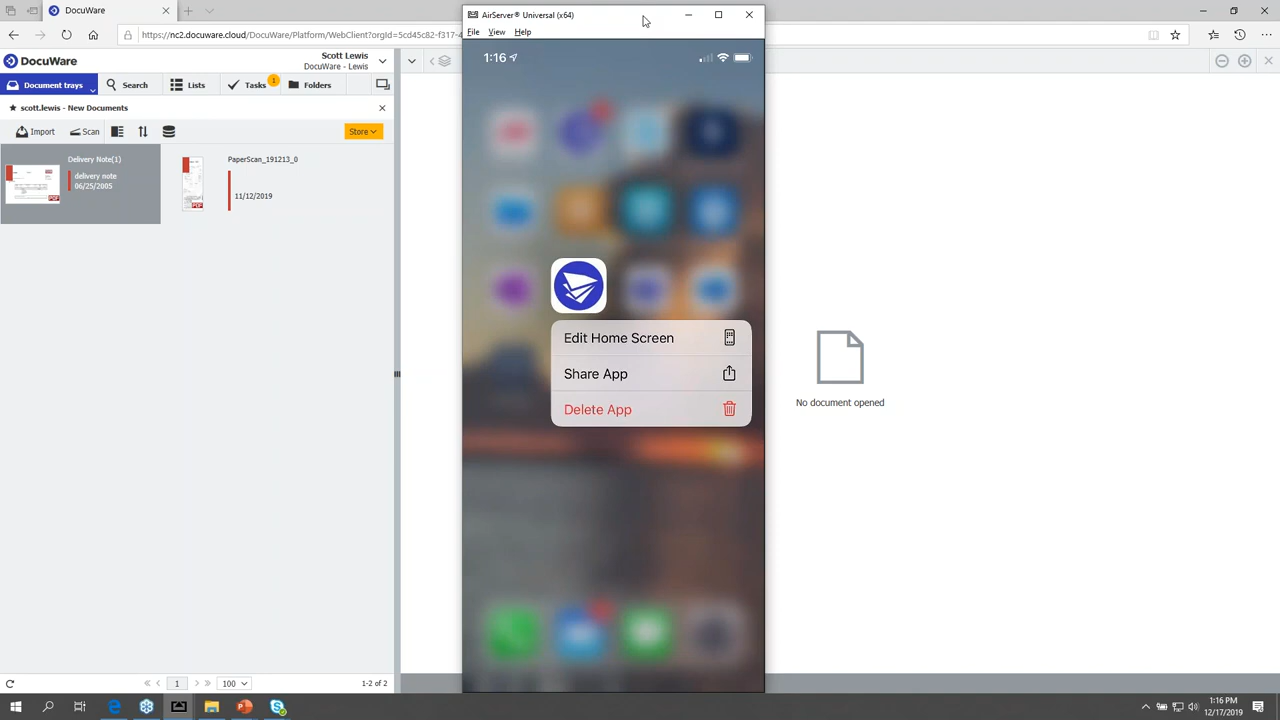 DocuWare
https://nc2.docuware.cloud/DocuWare/Platform/WebClient?orgId=5cd45c82-f317-4
AirServer® Universal (x64)
File View Help
DocuWare
Scott Lewis
DocuWare - Lewis
Document trays
Search
Lists
Tasks
1
Folders
scott.lewis - New Documents
Import
Scan
Store
Delivery Note(1)
delivery note
06/25/2005
PDF
PaperScan_191213_0
11/12/2019
PDF
1:16
Edit Home Screen
Share App
Delete App
No document opened
1
100
1-2 of 2
1:16 PM
12/17/2019